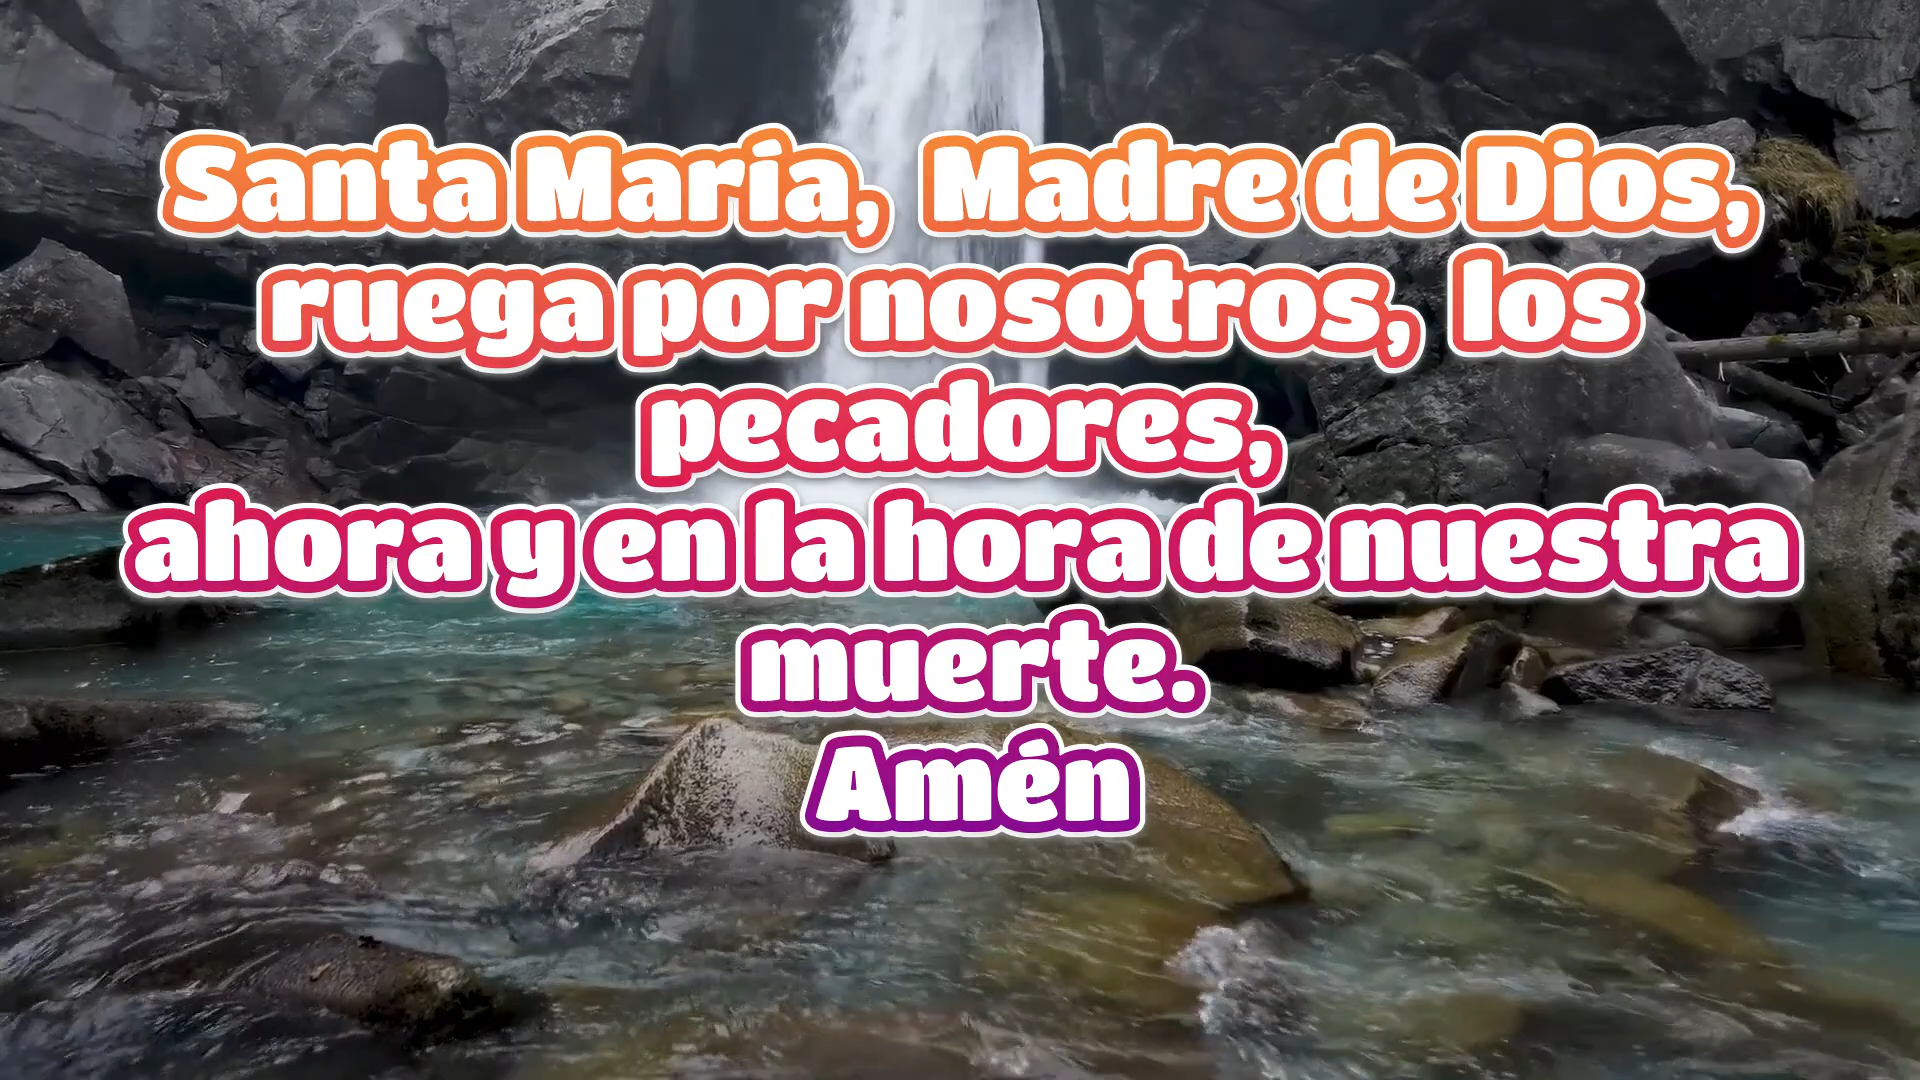 Santa María, Madre de Dios,
ruega por nosotros, los
pecadores,
ahora y en la hora de nuestra
muerte.
Amén